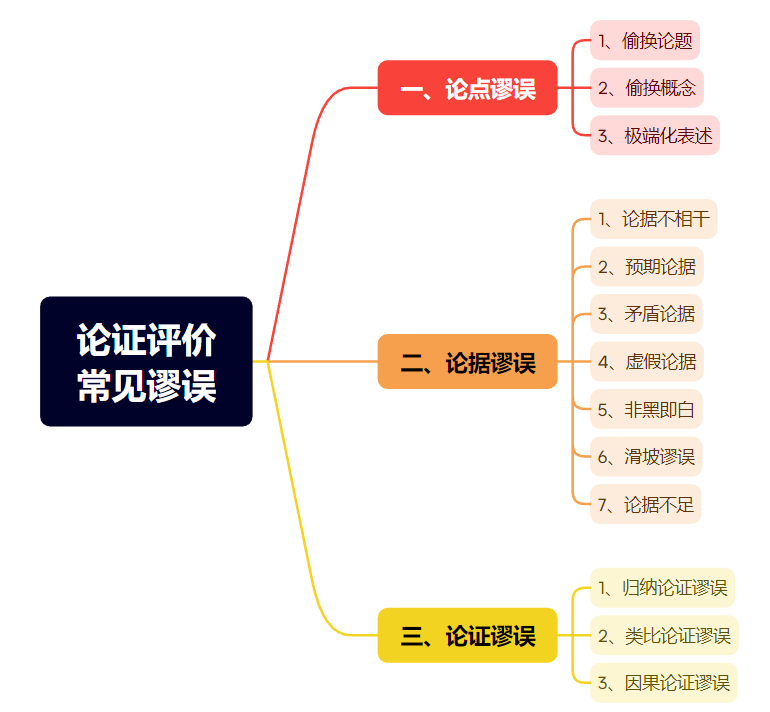 论证评价
常见谬误
一、论点谬误
1、偷换论题
2、偷换概念
3、极端化表述
二、论据谬误
1、论据不相干
2、预期论据
3、矛盾论据
4、虚假论据
5、非黑即白
6、滑坡谬误
7、论据不足
三、论证谬误
1、归纳论证谬误
2、类比论证谬误
3、因果论证谬误